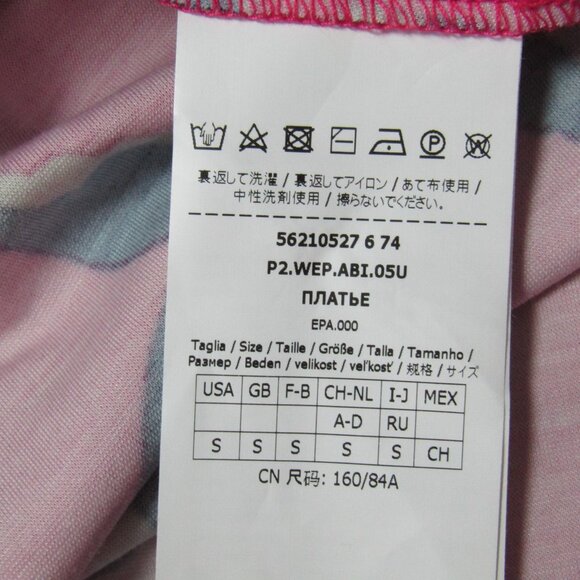 裏返して洗濯 / 裏返してアイロン / あて布使用 /
中性洗剤使用 / 擦らないでください。
56210527 6 74
P2.WEP.ABI.05U
ПЛАТЬЕ
EPA.000
Taglia / Size / Taille / Größe / Talla / Tamanho /
Размер / Beden / velikost / veľkosť / 规格 / サイズ
USA GB F-B CH-NL I-J MEX
A-D RU
S S S S S CH
CN 尺码: 160/84A